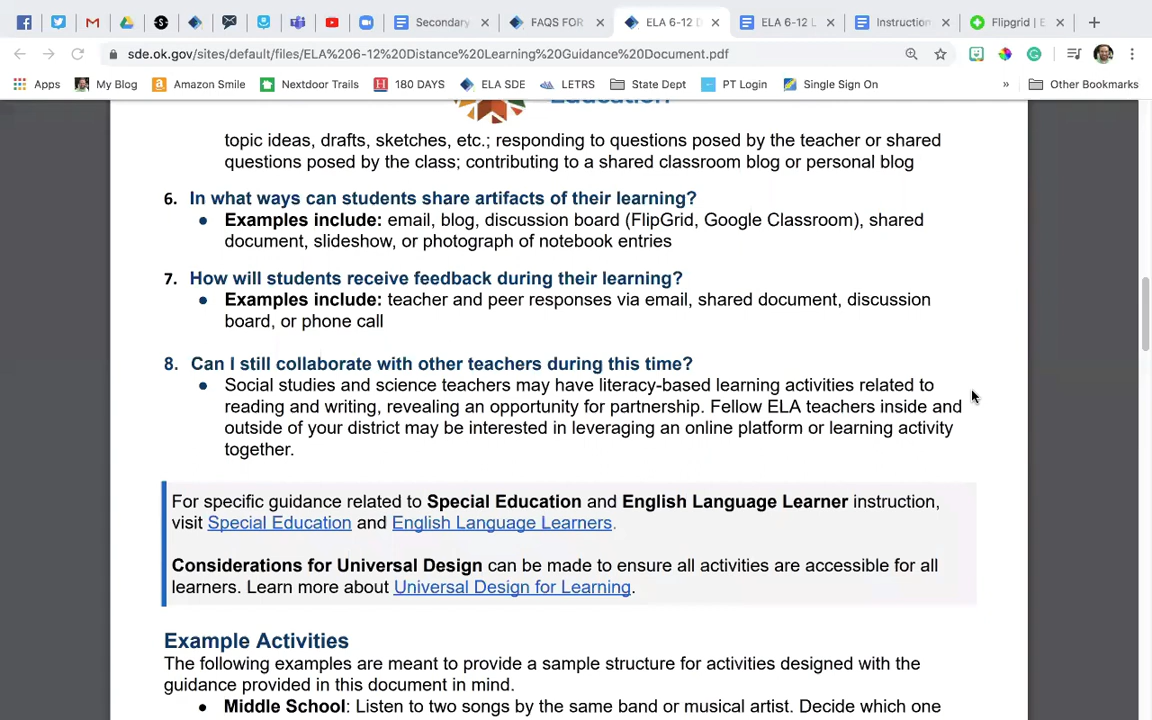 Secondary
FAQS FOR
ELA 6-12 D
ELA 6-12 L
Instruction
Flipgrid | E
sde.ok.gov/sites/default/files/ELA%206-12%20Distance%20Learning%20Guidance%20Document.pdf
Apps
My Blog
Amazon Smile
Nextdoor Trails
180 DAYS
ELA SDE
LETRS
State Dept
PT Login
Single Sign On
»
Other Bookmarks
Education
topic ideas, drafts, sketches, etc.; responding to questions posed by the teacher or shared
questions posed by the class; contributing to a shared classroom blog or personal blog
6. In what ways can students share artifacts of their learning?
● Examples include: email, blog, discussion board (FlipGrid, Google Classroom), shared
document, slideshow, or photograph of notebook entries
7. How will students receive feedback during their learning?
● Examples include: teacher and peer responses via email, shared document, discussion
board, or phone call
8. Can I still collaborate with other teachers during this time?
● Social studies and science teachers may have literacy-based learning activities related to
reading and writing, revealing an opportunity for partnership. Fellow ELA teachers inside and
outside of your district may be interested in leveraging an online platform or learning activity
together.
For specific guidance related to Special Education and English Language Learner instruction,
visit Special Education and English Language Learners.
Considerations for Universal Design can be made to ensure all activities are accessible for all
learners. Learn more about Universal Design for Learning.
Example Activities
The following examples are meant to provide a sample structure for activities designed with the
guidance provided in this document in mind.
● Middle School: Listen to two songs by the same band or musical artist. Decide which one